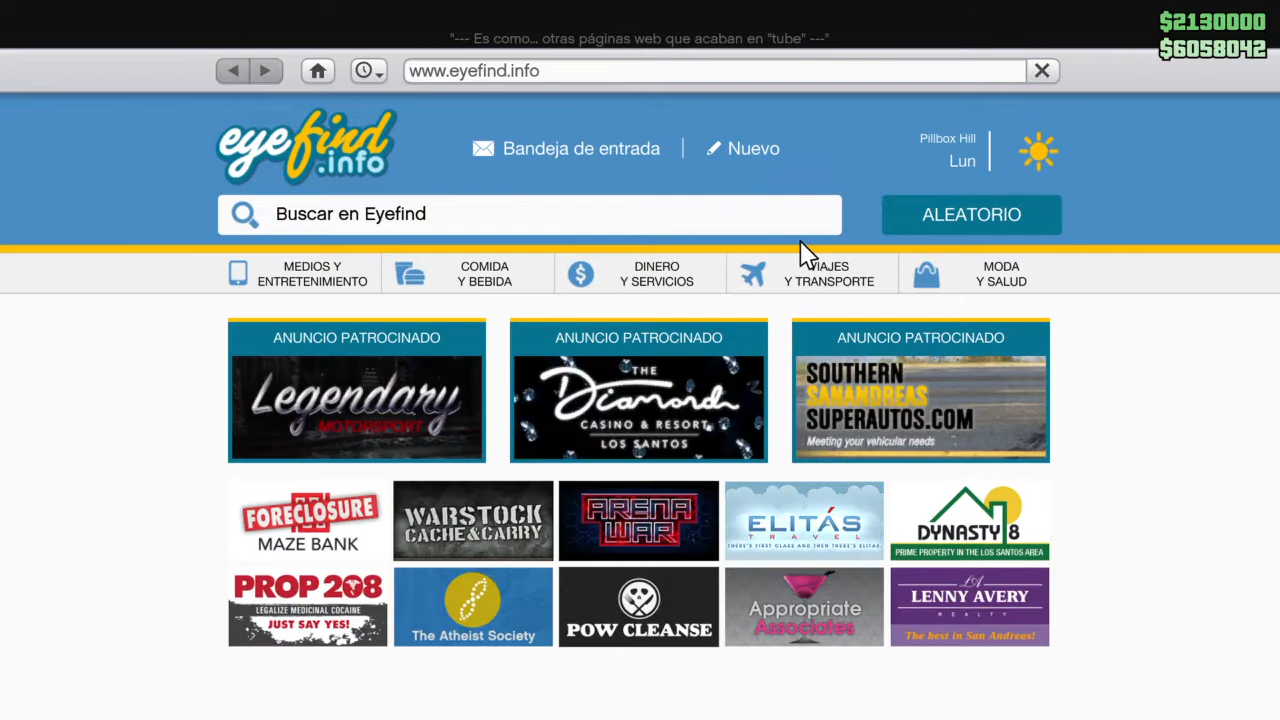 $2130000
"--- Es como... otras páginas web que acaban en "tube" ---"
$6058042
www.eyefind.info
eyefind
.info
Bandeja de entrada
Nuevo
Pillbox Hill
Lun
Buscar en Eyefind
ALEATORIO
MEDIOS Y
ENTRETENIMIENTO
COMIDA
Y BEBIDA
DINERO
Y SERVICIOS
VIAJES
Y TRANSPORTE
MODA
Y SALUD
ANUNCIO PATROCINADO
Legendary
MOTORSPORT
ANUNCIO PATROCINADO
THE
Diamond
CASINO & RESORT
LOS SANTOS
ANUNCIO PATROCINADO
SOUTHERN
SANANDREAS
SUPERAUTOS.COM
Meeting your vehicular needs
FORECLOSURE
MAZE BANK
WARSTOCK
CACHE&CARRY
ARENA
WAR
ELITÁS
TRAVEL
THERE'S FIRST CLASS AND THEN THERE'S ELITAS.
DYNASTY 8
PRIME PROPERTY IN THE LOS SANTOS AREA
PROP 208
LEGALIZE MEDICINAL COCAINE
JUST SAY YES!
The Atheist Society
POW CLEANSE
Appropriate
Associates
LA
LENNY AVERY
REALTY
The best in San Andreas!